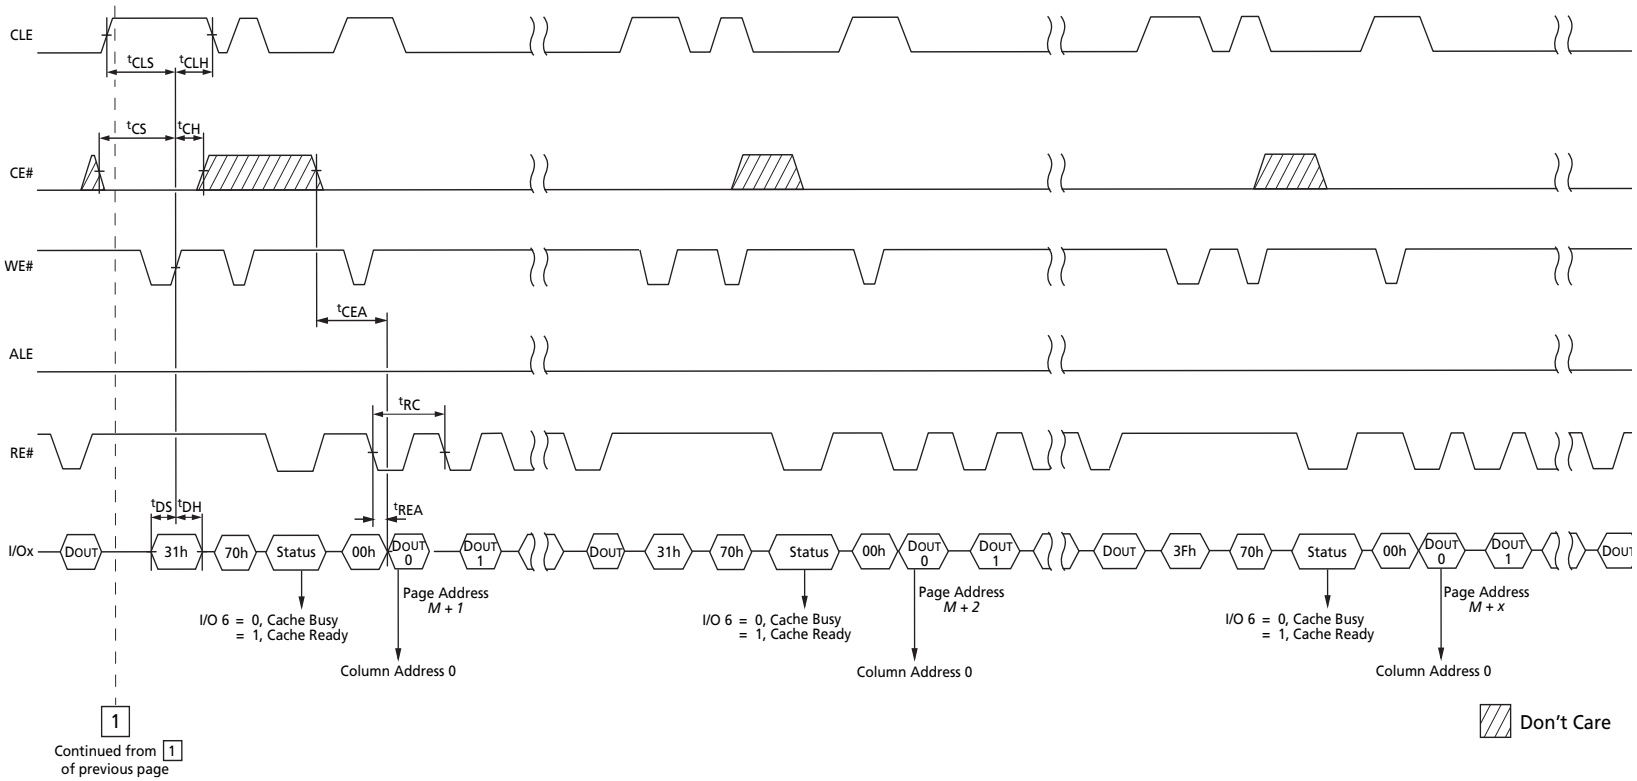 CLE
tCLS tCLH
tCS tCH
CE#
WE#
tCEA
ALE
tRC
RE#
tDS tDH
tREA
I/Ox
DOUT 31h 70h Status 00h DOUT 0 DOUT 1 DOUT 31h 70h Status 00h DOUT 0 DOUT 1 DOUT 3Fh 70h Status 00h DOUT 0 DOUT 1 DOUT
Page Address
M + 1
Page Address
M + 2
Page Address
M + x
I/O 6 = 0, Cache Busy
= 1, Cache Ready
I/O 6 = 0, Cache Busy
= 1, Cache Ready
I/O 6 = 0, Cache Busy
= 1, Cache Ready
Column Address 0
Column Address 0
Column Address 0
1
Continued from 1
of previous page
Don't Care